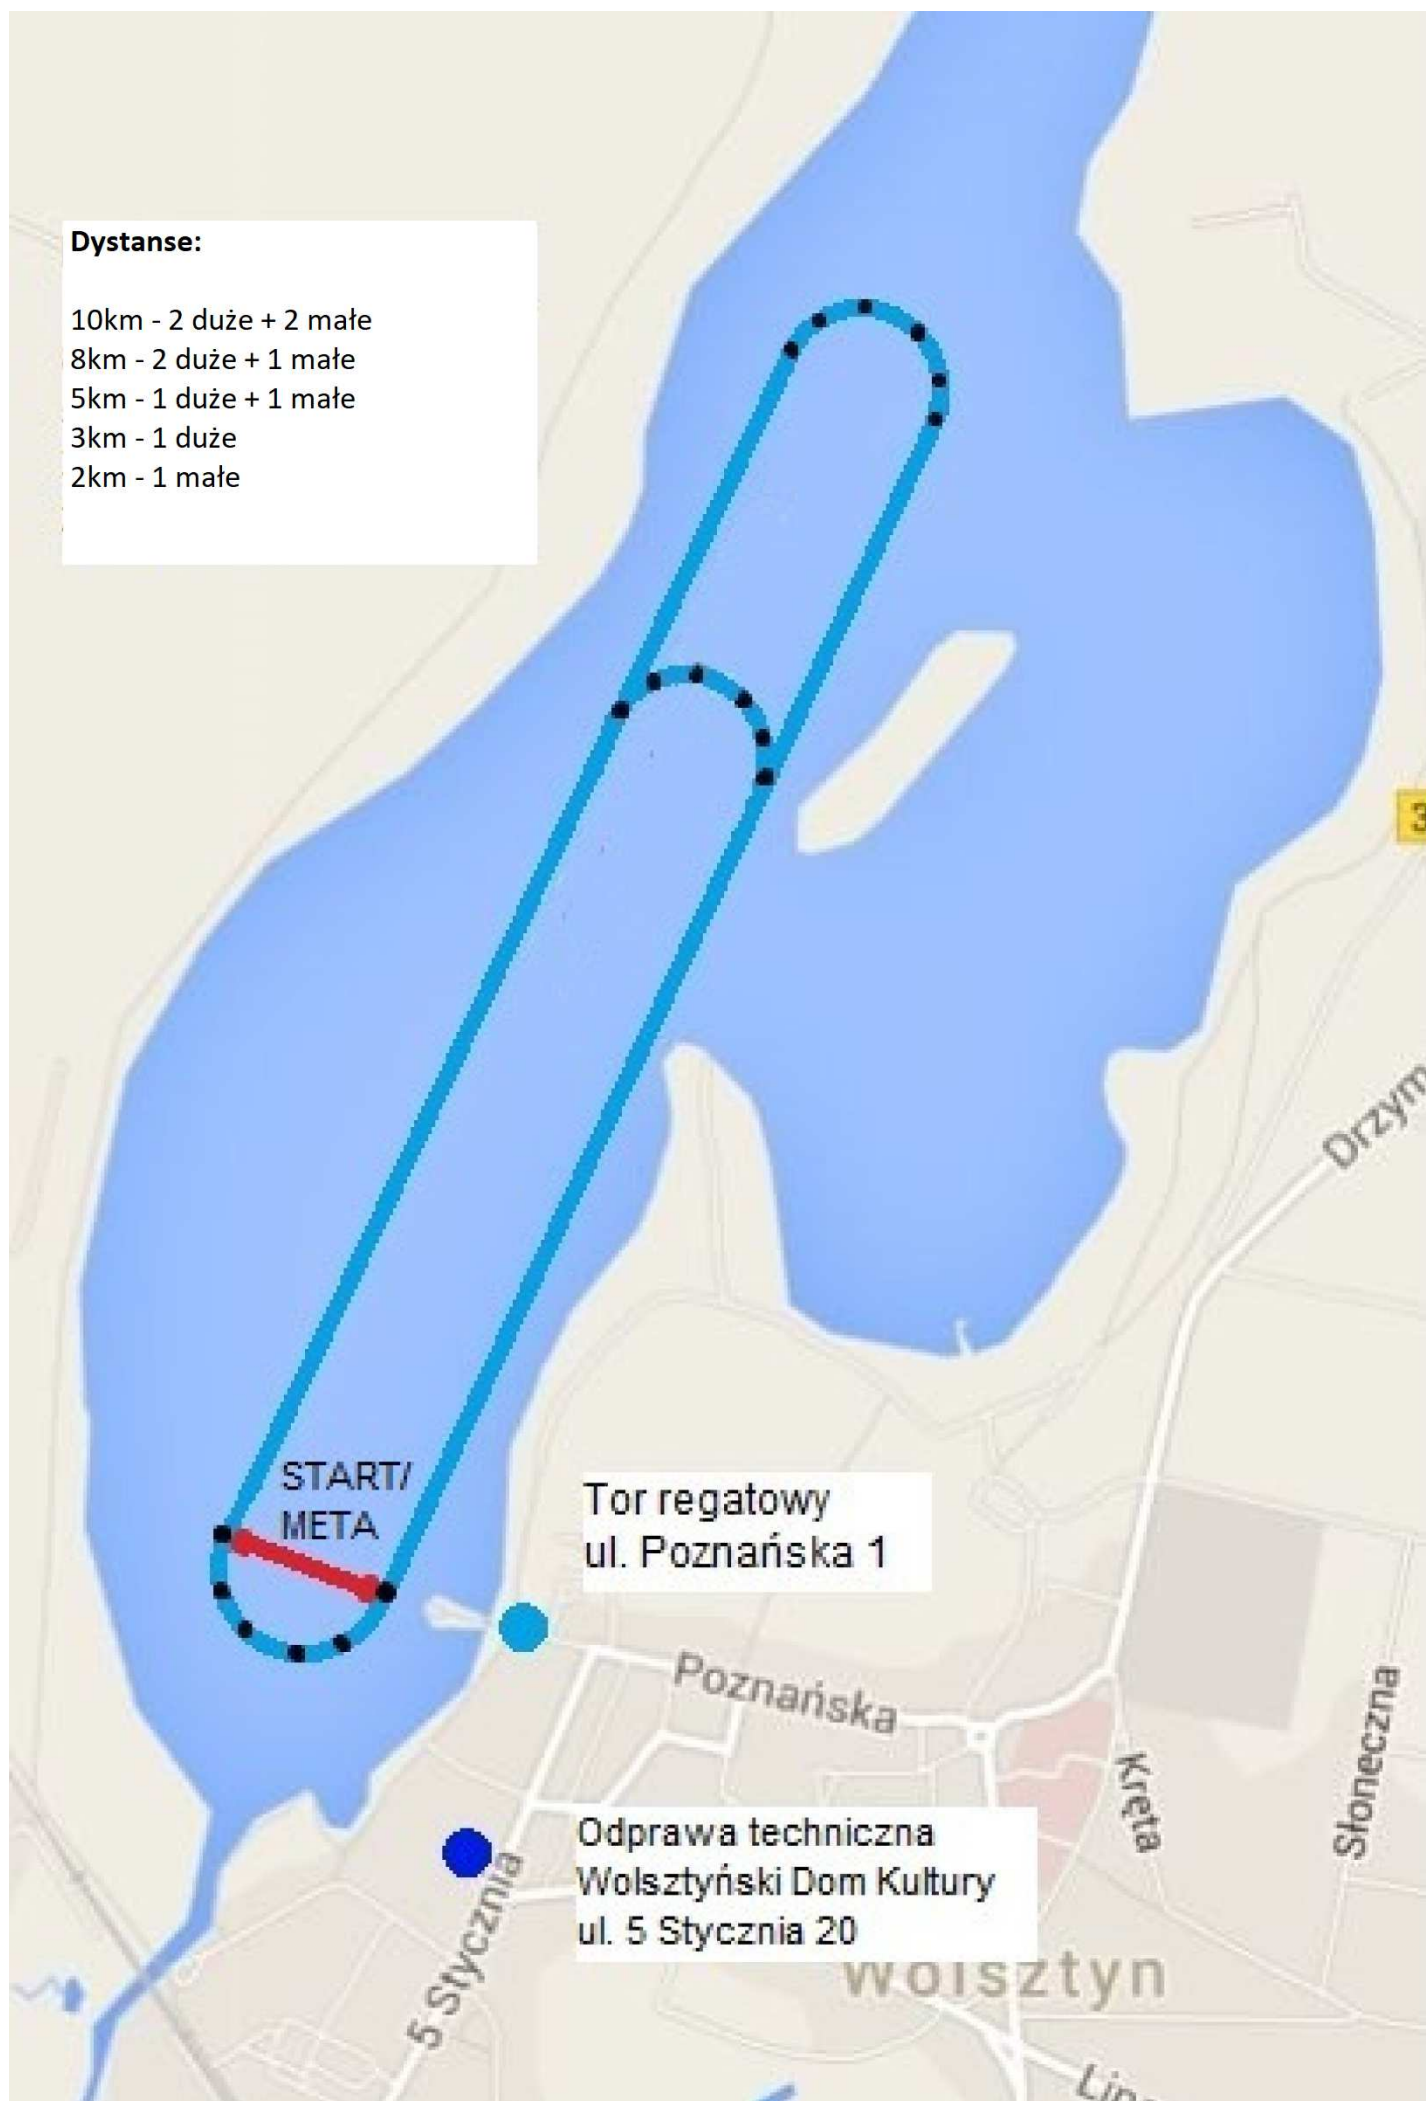 Dystanse:
10km - 2 duże + 2 małe
8km - 2 duże + 1 małe
5km - 1 duże + 1 małe
3km - 1 duże
2km - 1 małe
3
Drzym
START/
META
Tor regatowy
ul. Poznańska 1
Poznańska
Kręta
Słoneczna
Odprawa techniczna
Wolsztyński Dom Kultury
ul. 5 Stycznia 20
5 Stycznia
Wolsztyn